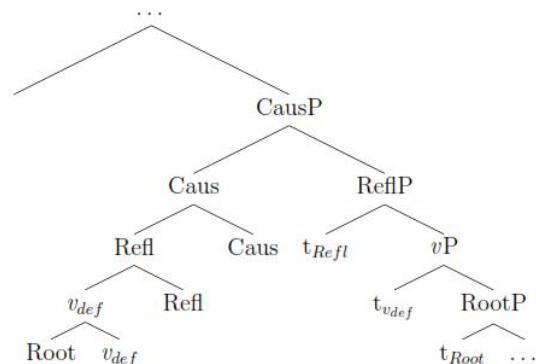 ...
CausP
Caus ReflP
Refl Caus t_Refl vP
v_def Refl t_v_def RootP
Root v_def t_Root ...